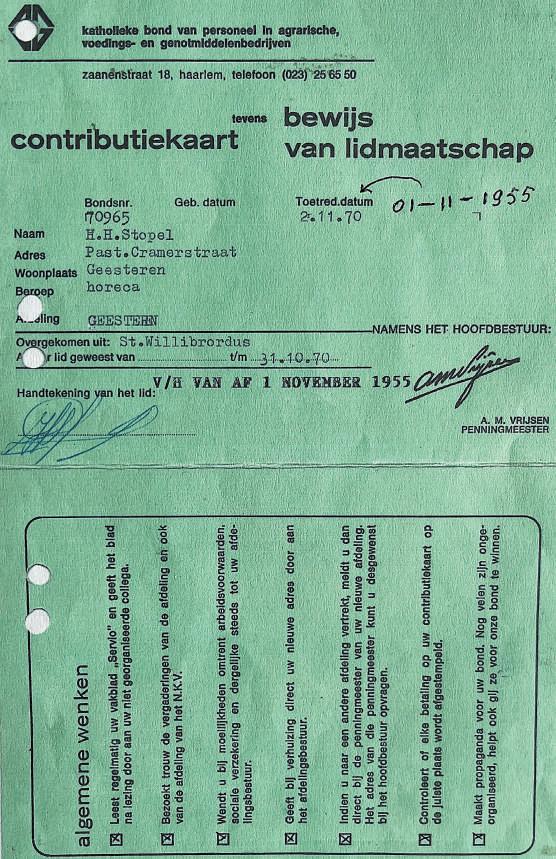 katholieke bond van personeel in agrarische,
voedings- en genotmiddelenbedrijven
zaanenstraat 18, haarlem, telefoon (023) 25 65 50
contributiekaart tevens bewijs
van lidmaatschap
Bondsnr. Geb. datum Toetred.datum 01-11-1955
70965 2.11.70
Naam H.H.Stopel
Adres Past.Cramerstraat
Woonplaats Geesteren
Beroep horeca
GEESTERN
NAMENS HET HOOFDBESTUUR:
Overgekomen uit: St.Willibrordus
lid geweest van t/m 31.10.70
V/H VAN AF 1 NOVEMBER 1955
Handtekening van het lid:
A. M. VRIJSEN
PENNINGMEESTER
algemene wenken
Leest regelmatig uw vakblad „Servio" en geeft het blad
na lezing door aan uw niet georganiseerde collega.
Bezoekt trouw de vergaderingen van de afdeling en ook
van de afdeling van het N.K.V.
Wendt u bij moeilijkheden omtrent arbeidsvoorwaarden,
sociale verzekering en dergelijke steeds tot uw afde-
lingsbestuur.
Geeft bij verhuizing direct uw nieuwe adres door aan
het afdelingsbestuur.
Indien u naar een andere afdeling vertrekt, meldt u dan
direct bij de penningmeester van uw nieuwe afdeling.
Het adres van die penningmeester kunt u desgewenst
bij het hoofdbestuur opvragen.
Controleert of elke betaling op uw contributiekaart op
de juiste plaats wordt afgestempeld.
Maakt propaganda voor uw bond. Nog velen zijn onge-
organiseerd, helpt ook gij ze voor onze bond te winnen.